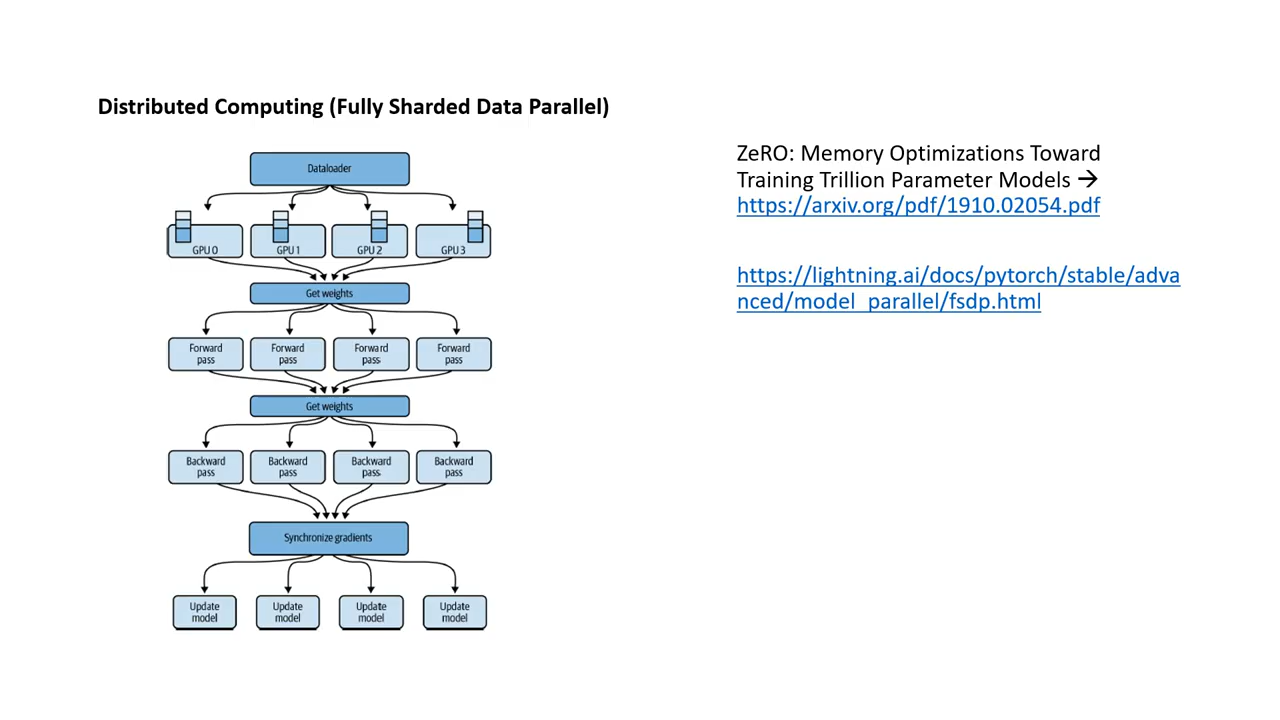 Distributed Computing (Fully Sharded Data Parallel)
Dataloader
GPU 0
GPU 1
GPU 2
GPU 3
Get weights
Forward
pass
Forward
pass
Forward
pass
Forward
pass
Get weights
Backward
pass
Backward
pass
Backward
pass
Backward
pass
Synchronize gradients
Update
model
Update
model
Update
model
Update
model
ZeRO: Memory Optimizations Toward
Training Trillion Parameter Models →
https://arxiv.org/pdf/1910.02054.pdf
https://lightning.ai/docs/pytorch/stable/adva
nced/model_parallel/fsdp.html